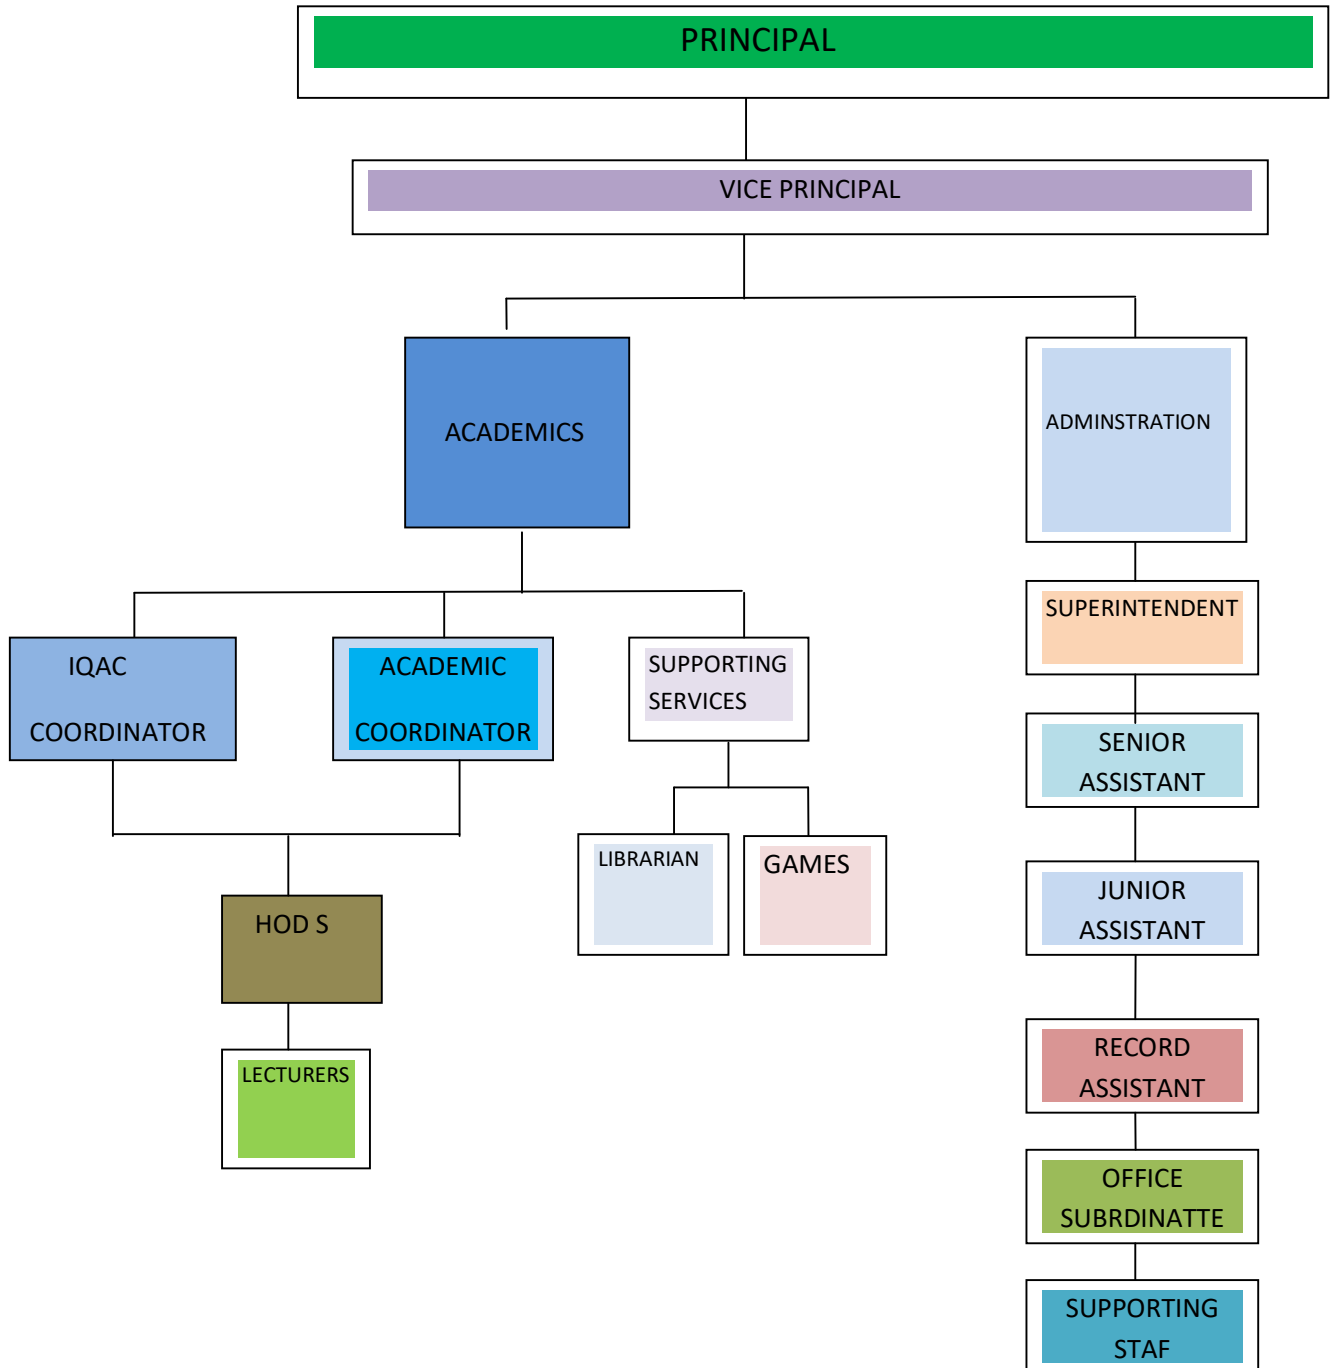 PRINCIPAL
VICE PRINCIPAL
ACADEMICS
ADMINSTRATION
SUPERINTENDENT
IQAC
COORDINATOR
ACADEMIC
COORDINATOR
SUPPORTING
SERVICES
SENIOR
ASSISTANT
LIBRARIAN
GAMES
JUNIOR
ASSISTANT
HOD S
LECTURERS
RECORD
ASSISTANT
OFFICE
SUBRDINATTE
SUPPORTING
STAF